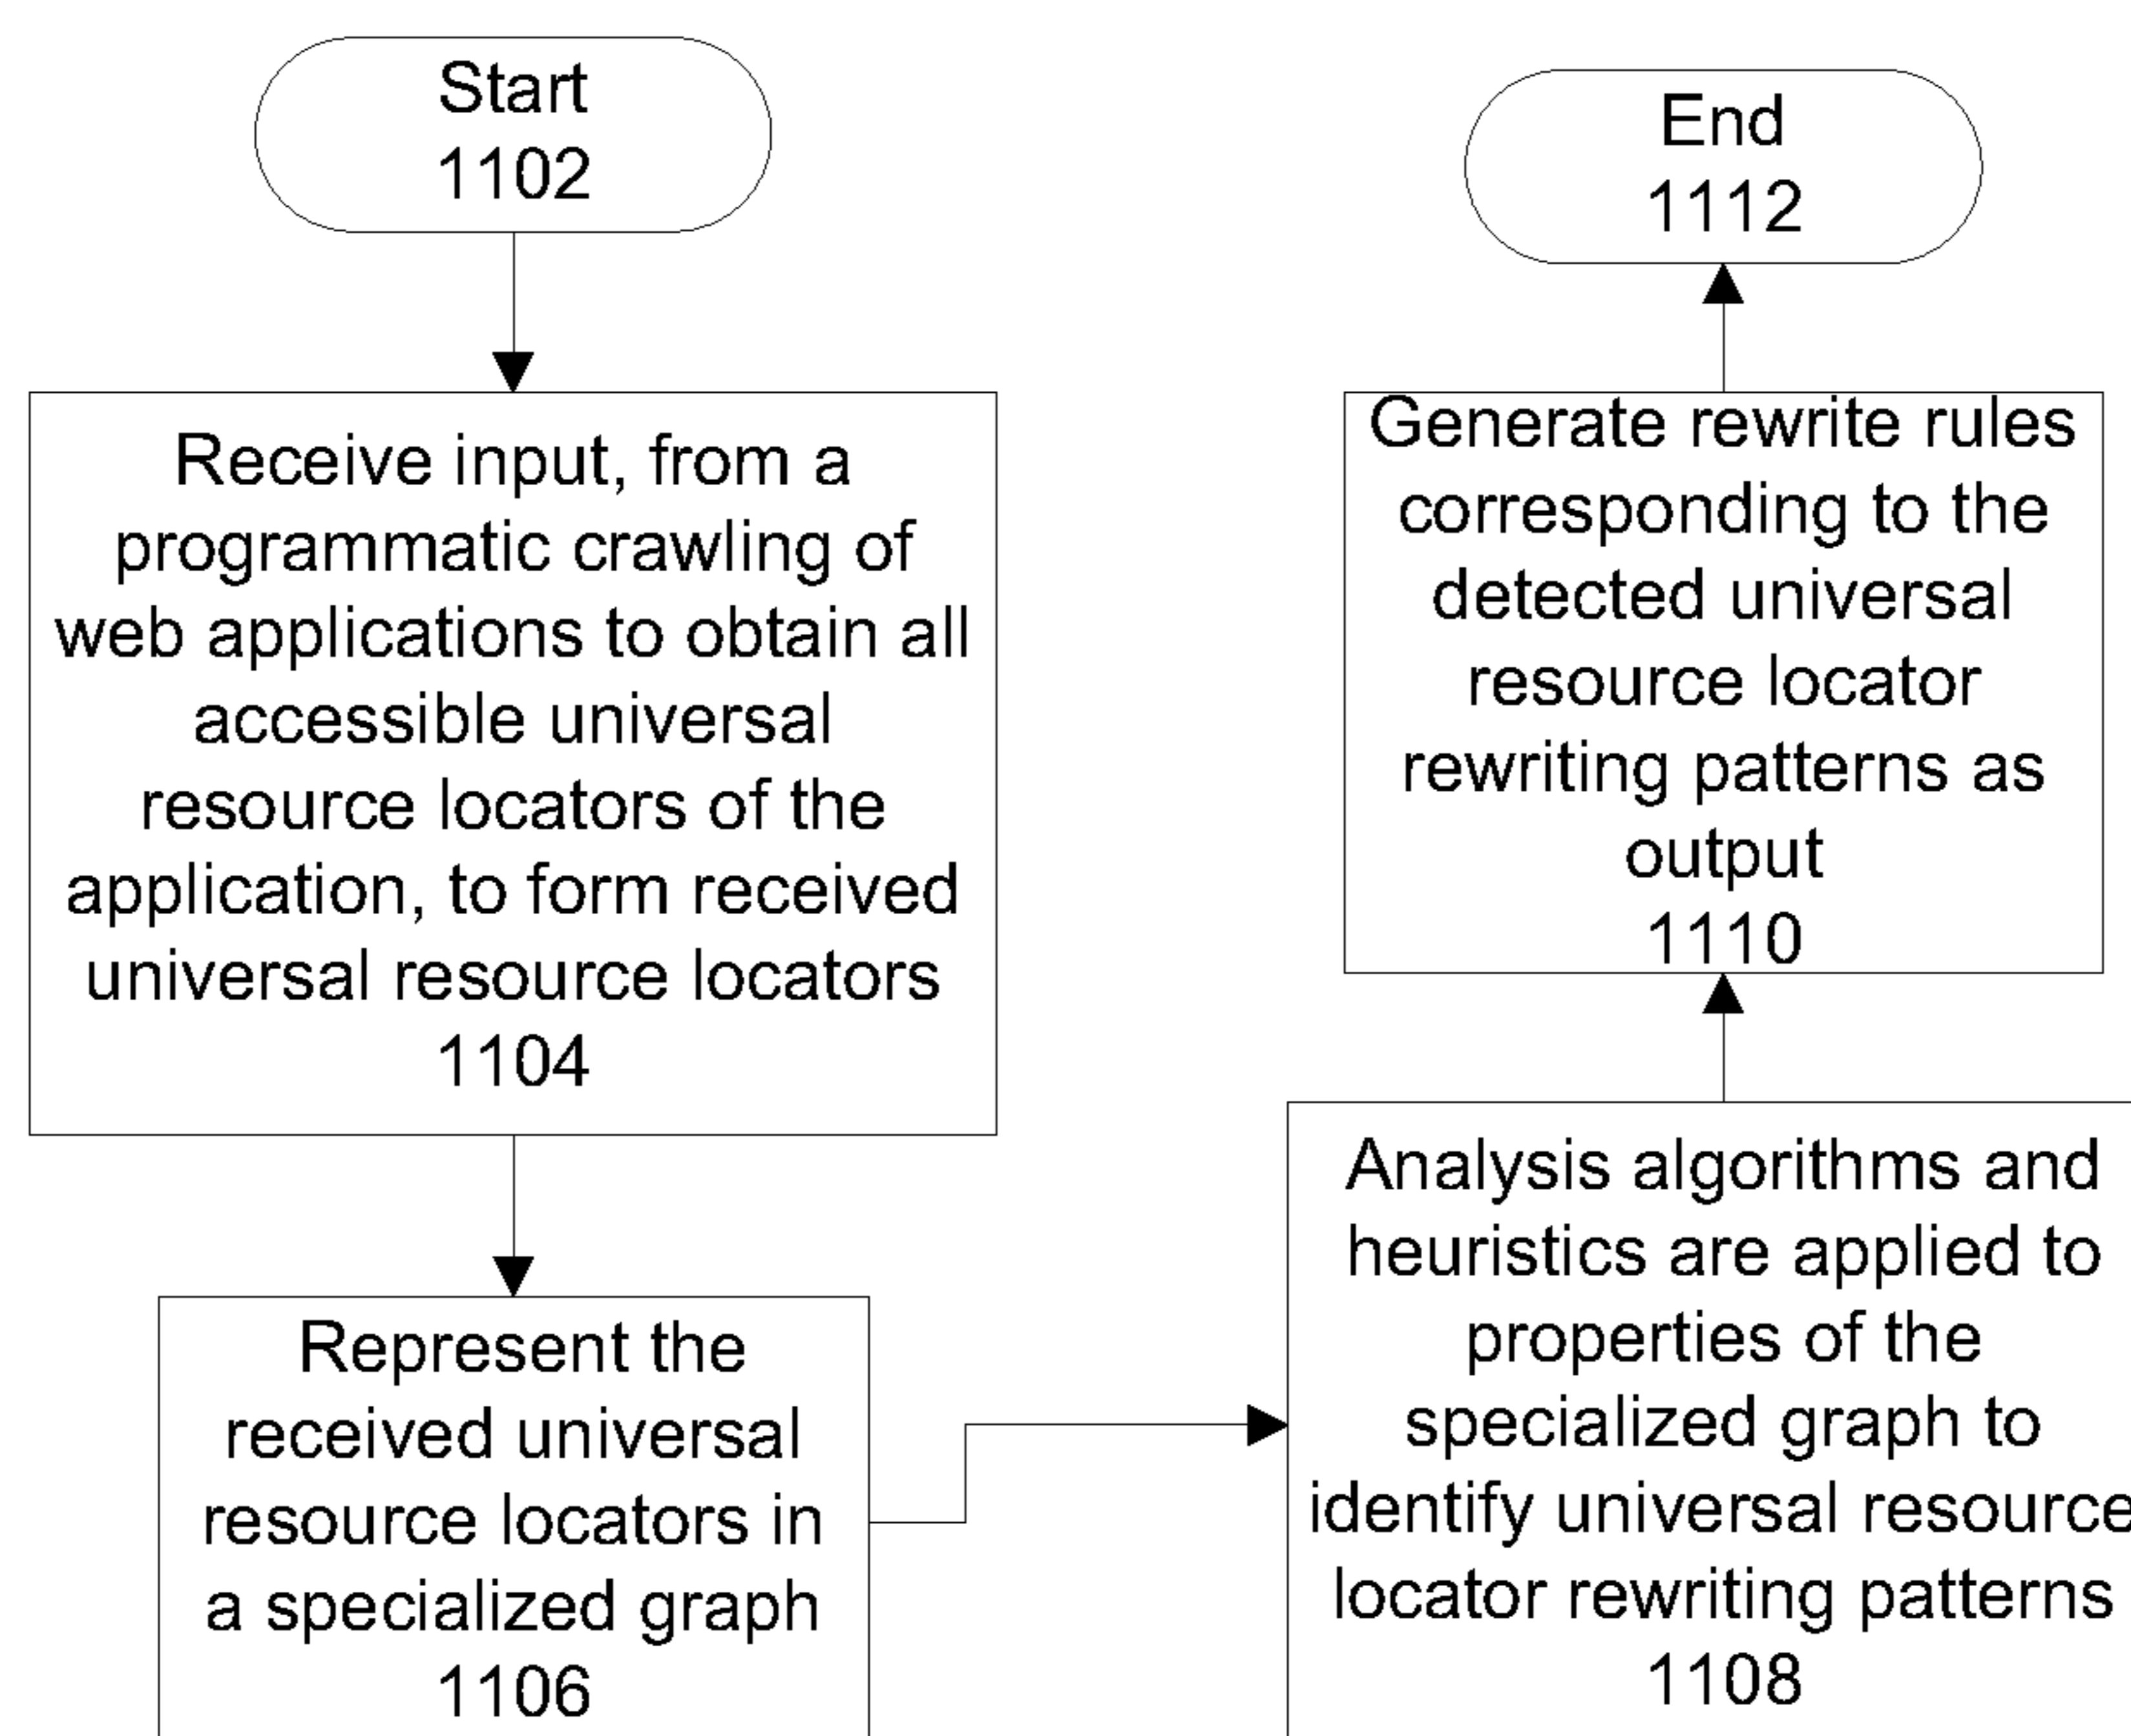 Start
1102
Receive input, from a
programmatic crawling of
web applications to obtain all
accessible universal
resource locators of the
application, to form received
universal resource locators
1104
Represent the
received universal
resource locators in
a specialized graph
1106
Analysis algorithms and
heuristics are applied to
properties of the
specialized graph to
identify universal resource
locator rewriting patterns
1108
Generate rewrite rules
corresponding to the
detected universal
resource locator
rewriting patterns as
output
1110
End
1112